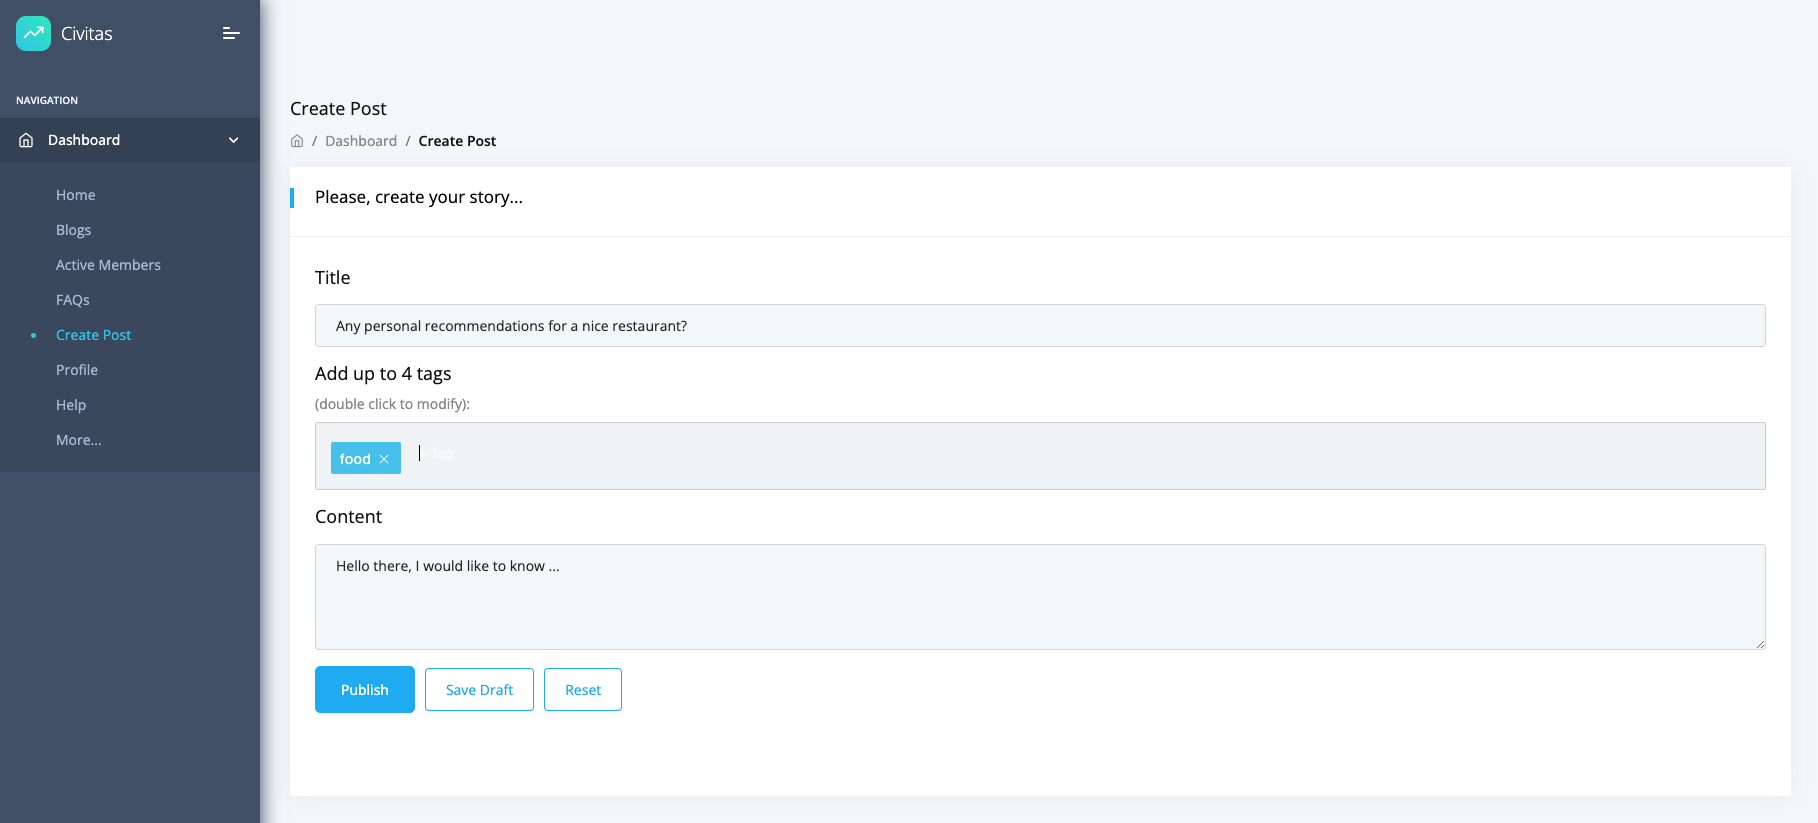 Civitas
NAVIGATION
Dashboard
Home
Blogs
Active Members
FAQs
Create Post
Profile
Help
More...
Create Post
/ Dashboard / Create Post
Please, create your story...
Title
Any personal recommendations for a nice restaurant?
Add up to 4 tags
(double click to modify):
food
+ Tag
Content
Hello there, I would like to know ...
Publish
Save Draft
Reset